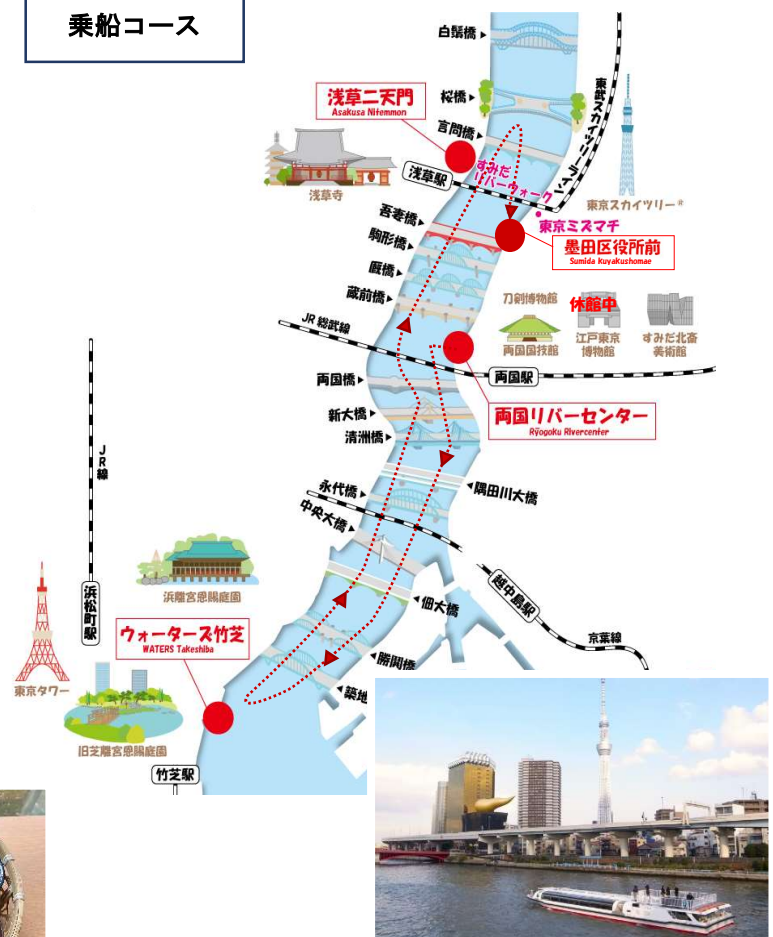 乗船コース
白鬚橋
浅草二天門
Asakusa Nitemmon
桜橋
言問橋
東武スカイツリーライン
浅草寺
浅草駅
すみだ
リバーウォーク
東京スカイツリー®
東京ミズマチ
吾妻橋
駒形橋
厩橋
蔵前橋
墨田区役所前
Sumida Kuyakushomae
刀剣博物館
休館中
両国国技館
江戸東京
博物館
すみだ北斎
美術館
JR 総武線
両国駅
両国橋
新大橋
清洲橋
両国リバーセンター
Ryogoku Rivercenter
JR線
永代橋
隅田川大橋
中央大橋
浜離宮恩賜庭園
越中島駅
京葉線
浜松町駅
佃大橋
ウォーターズ竹芝
WATERS Takeshiba
勝鬨橋
東京タワー
築地
旧芝離宮恩賜庭園
竹芝駅